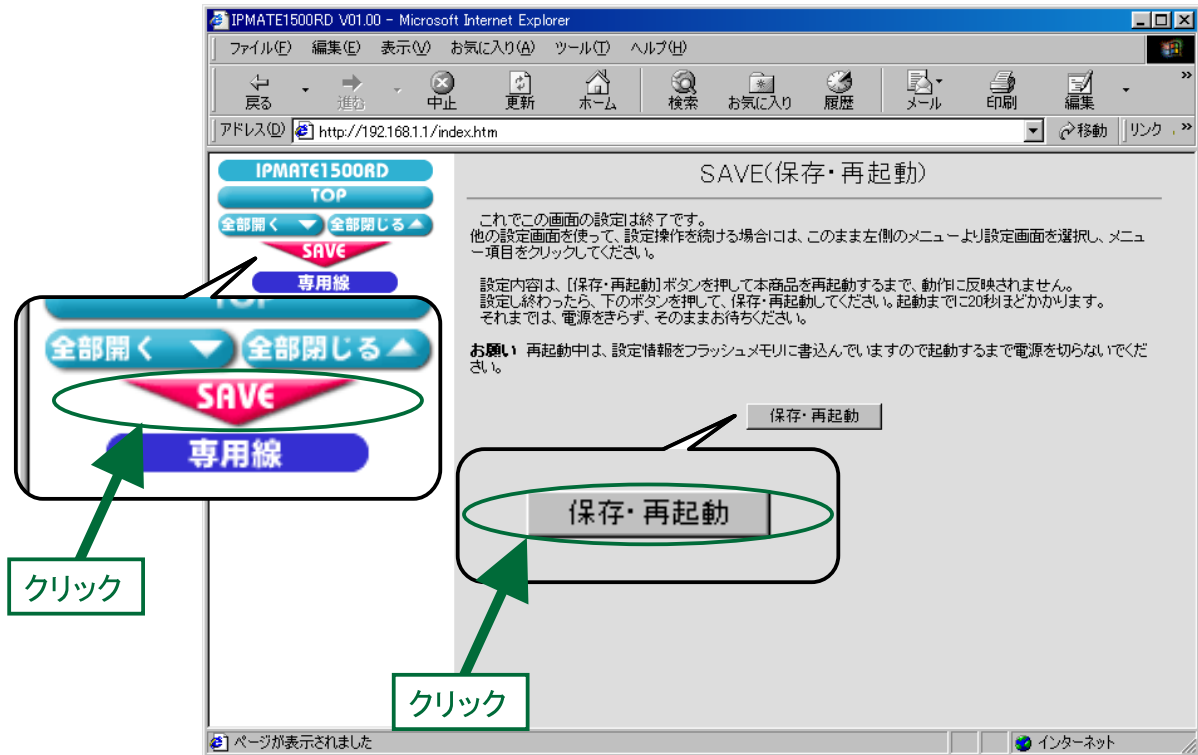 IPMATE1500RD V01.00 - Microsoft Internet Explorer
ファイル(F) 編集(E) 表示(V) お気に入り(A) ツール(T) ヘルプ(H)
戻る 進む 中止 更新 ホーム 検索 お気に入り 履歴 メール 印刷 編集 »
アドレス(D) http://192.168.1.1/index.htm 移動 リンク »
IPMATE1500RD
TOP
全部開く 全部閉じる
SAVE
専用線
TOP
全部開く 全部閉じる
SAVE
専用線
クリック
SAVE(保存・再起動)
これでこの画面の設定は終了です。
他の設定画面を使って、設定操作を続ける場合には、このまま左側のメニューより設定画面を選択し、メニュ
ー項目をクリックしてください。
設定内容は、[保存・再起動]ボタンを押して本商品を再起動するまで、動作に反映されません。
設定し終わったら、下のボタンを押して、保存・再起動してください。起動までに20秒ほどかかります。
それまでは、電源をきらず、そのままお待ちください。
お願い 再起動中は、設定情報をフラッシュメモリに書込んでいますので起動するまで電源を切らないでくだ
さい。
保存・再起動
保存・再起動
クリック
ページが表示されました インターネット